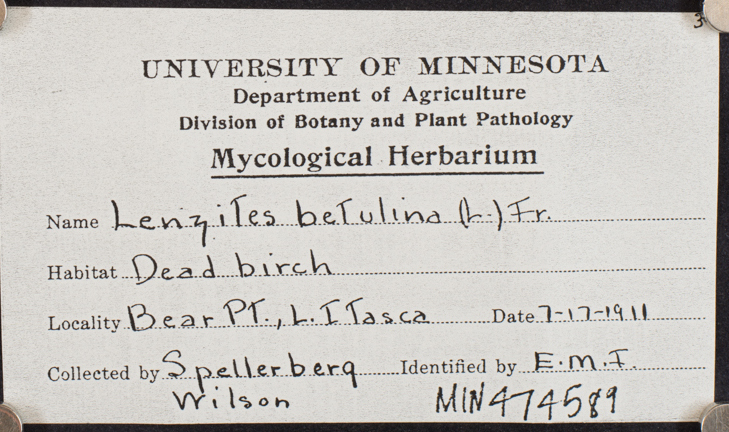 UNIVERSITY OF MINNESOTA
Department of Agriculture
Division of Botany and Plant Pathology
Mycological Herbarium
Name Lenzites betulina (L.) Fr.
Habitat Dead birch
Locality Bear PT., L. ITasca Date 7-17-1911
Collected by Spellerberg Identified by E.M.F.
Wilson MIN474589